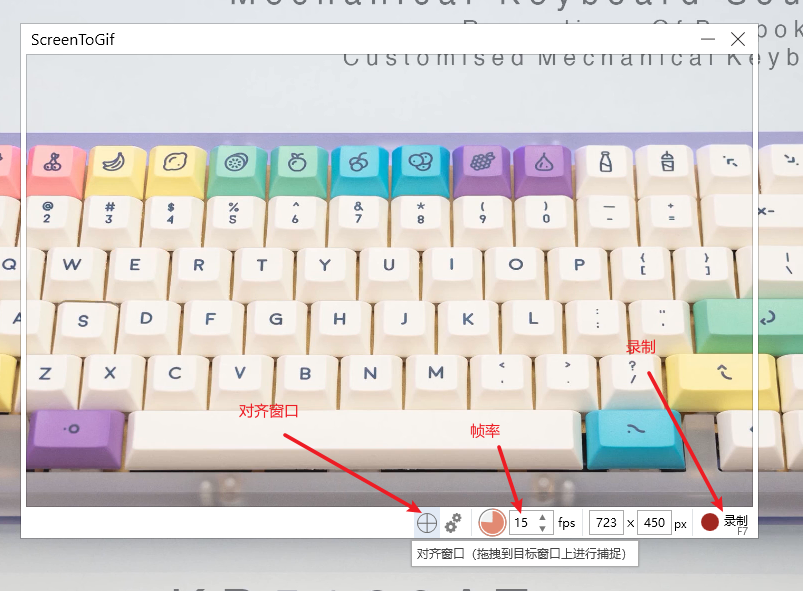 Mechanical Keyboard Sou
Customised Mechanical Keyb
ScreenToGif
@ # $ % ^ & * ( ) — +
2 3 4 5 6 7 8 9 0 - =
Q W E R T Y U I O P { } |
[ ] \
A S D F G H J K L : "
; '
录制
Z X C V B N M < > ?
, . /
对齐窗口
帧率
15 fps 723 x 450 px 录制
F7
对齐窗口（拖拽到目标窗口上进行捕捉）